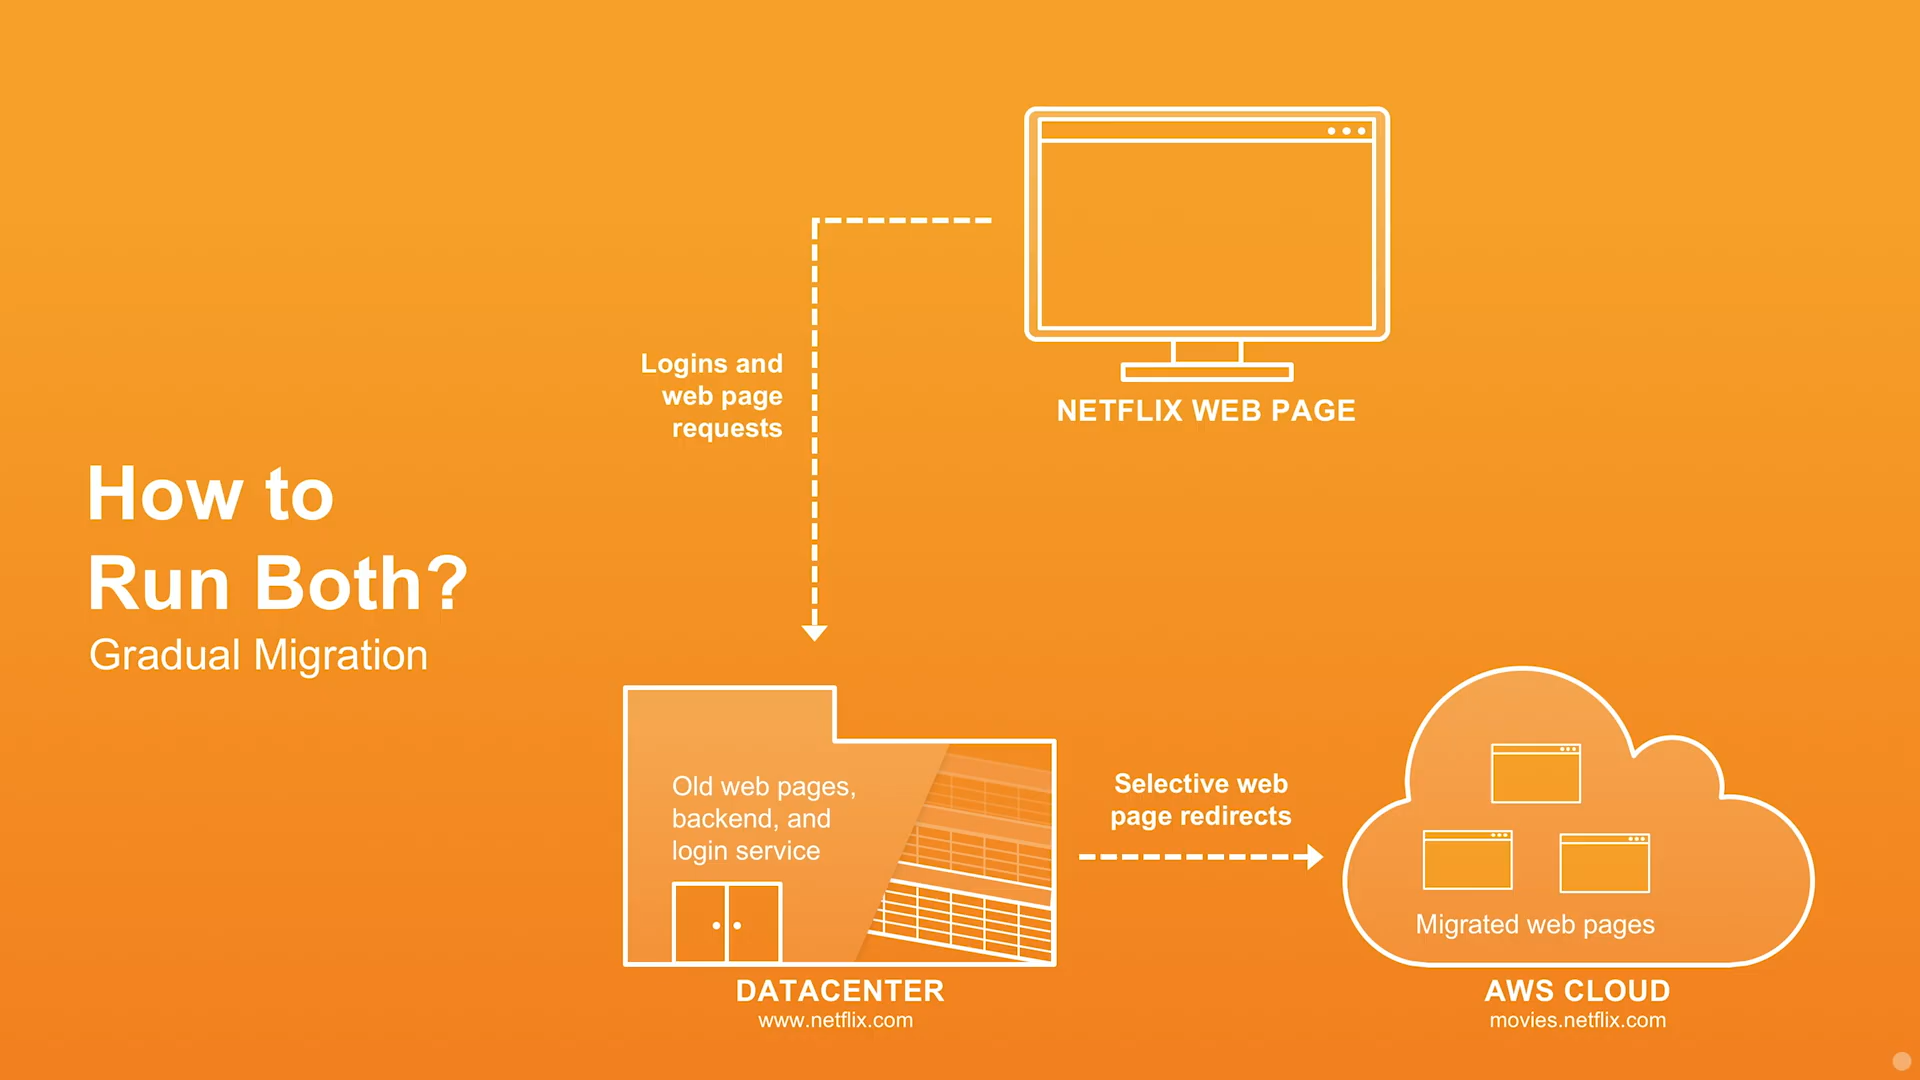 How to
Run Both?
Gradual Migration
NETFLIX WEB PAGE
Logins and
web page
requests
Old web pages,
backend, and
login service
DATACENTER
www.netflix.com
Selective web
page redirects
Migrated web pages
AWS CLOUD
movies.netflix.com